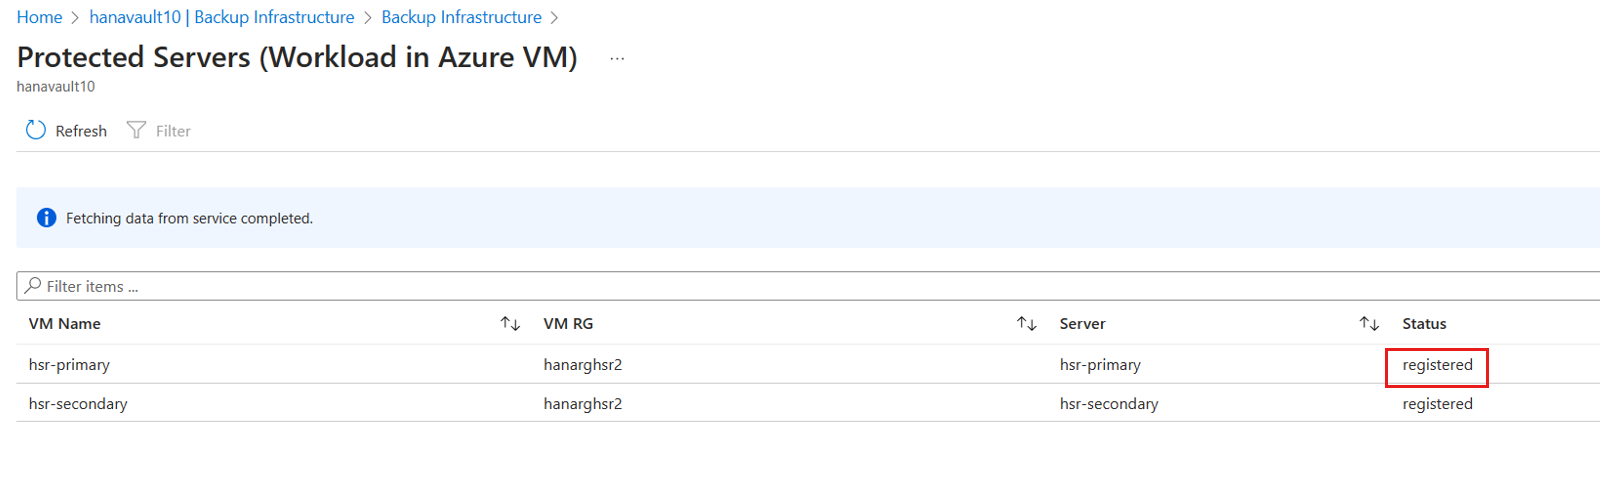 Home > hanavault10 | Backup Infrastructure > Backup Infrastructure >
Protected Servers (Workload in Azure VM) ...
hanavault10
Refresh Filter
Fetching data from service completed.
Filter items ...
VM Name VM RG Server Status
hsr-primary hanarghsr2 hsr-primary registered
hsr-secondary hanarghsr2 hsr-secondary registered